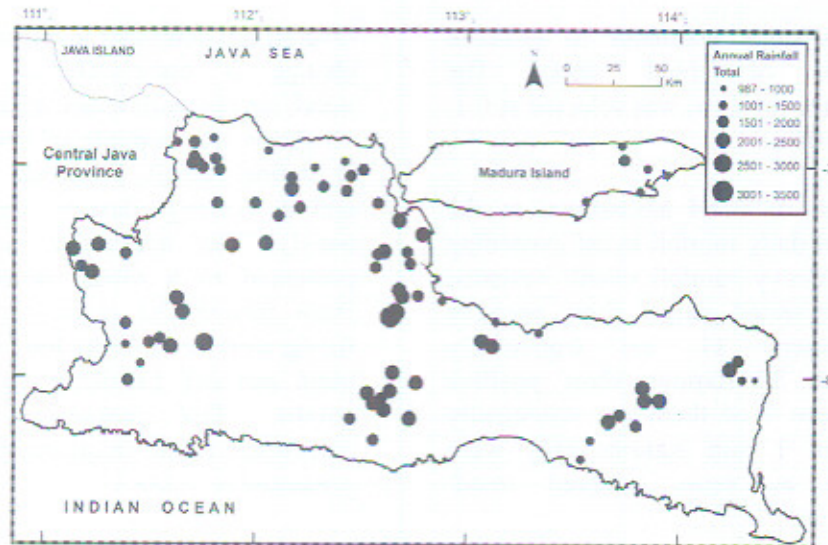 111°; 112°; 113°; 114°;
JAVA ISLAND
JAVA SEA
N
0 25 50
Km
Annual Rainfall
Total
987 - 1000
1001 - 1500
1501 - 2000
2001 - 2500
2501 - 3000
3001 - 3500
Central Java
Province
Madura Island
INDIAN OCEAN